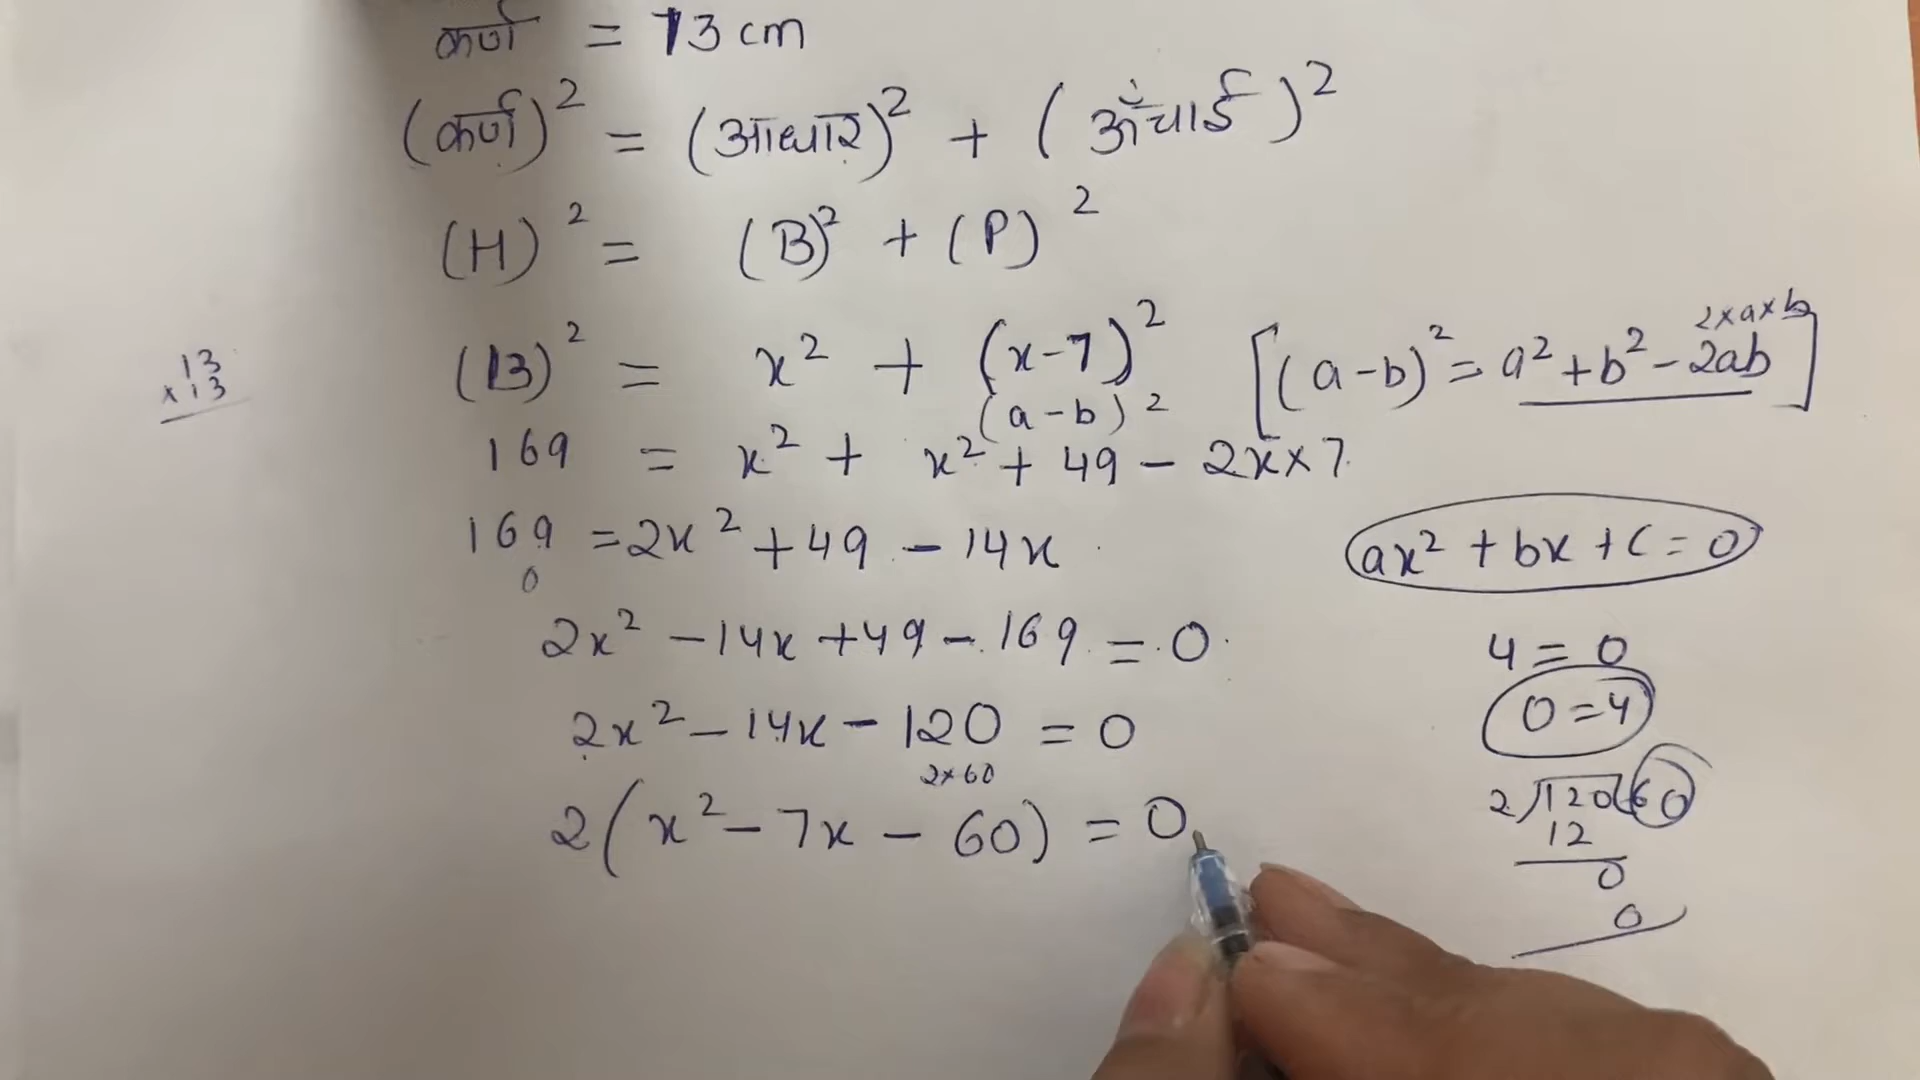 कर्ण = 13 cm
(कर्ण)² = (आधार)² + (ऊँचाई)²
(H)² = (B)² + (P)²
(13)² = x² + (x-7)² [(a-b)² = a² + b² - 2ab]
2×a×b
(a-b)²
13
×13
169 = x² + x² + 49 - 2x×7
169 = 2x² + 49 - 14x
0
ax² + bx + c = 0
2x² - 14x + 49 - 169 = 0
4 = 0
0 = 4
2x² - 14x - 120 = 0
2×60
2(x² - 7x - 60) = 0
2)120(60
12
0
0